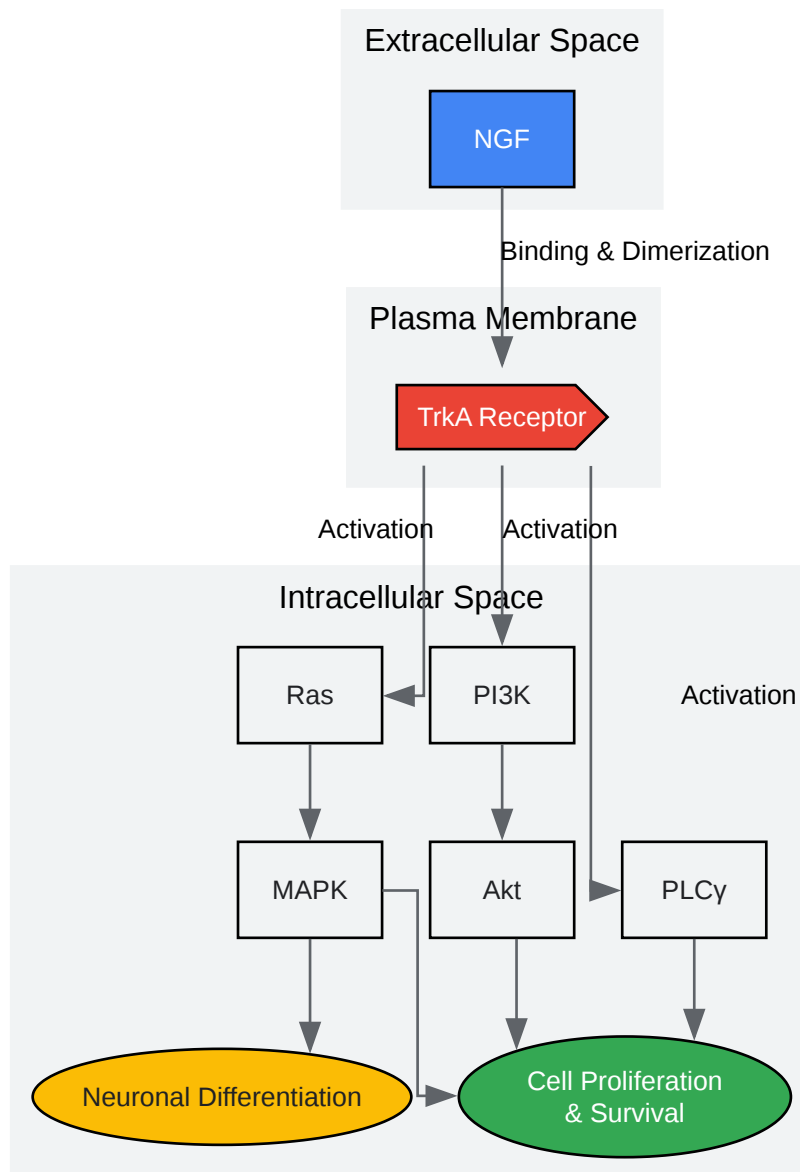 Extracellular Space
NGF
Binding & Dimerization
Plasma Membrane
TrkA Receptor
Activation
Activation
Intracellular Space
Ras
PI3K
Activation
MAPK
Akt
PLCγ
Neuronal Differentiation
Cell Proliferation
& Survival